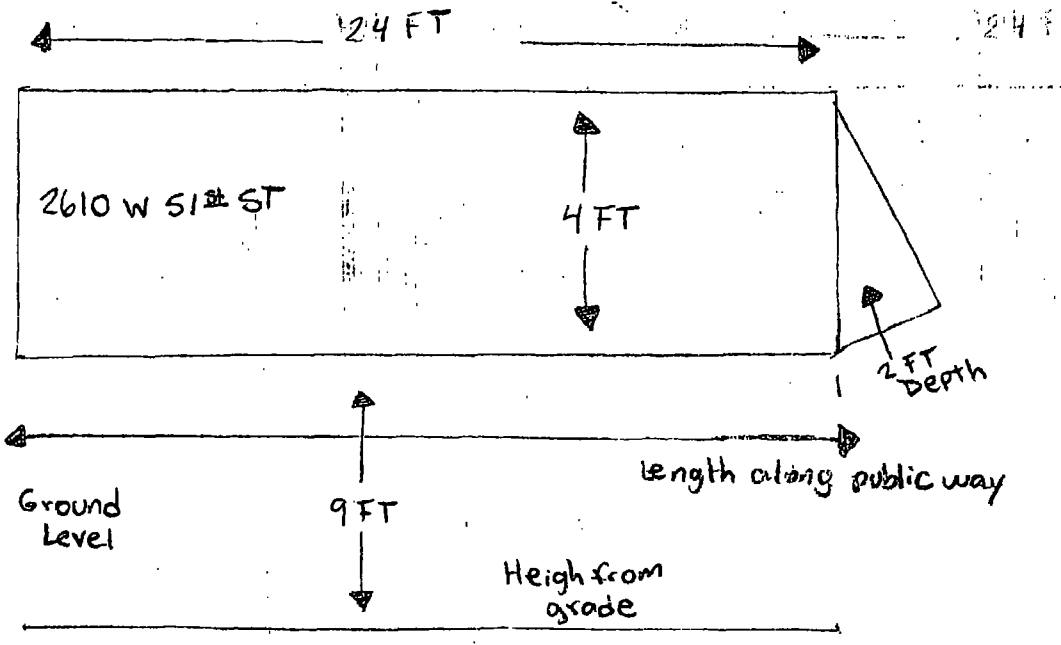 24 FT
24 F
2610 W 51st ST
4 FT
2 FT
Depth
Length along public way
Ground
Level
9 FT
Heigh from
grade